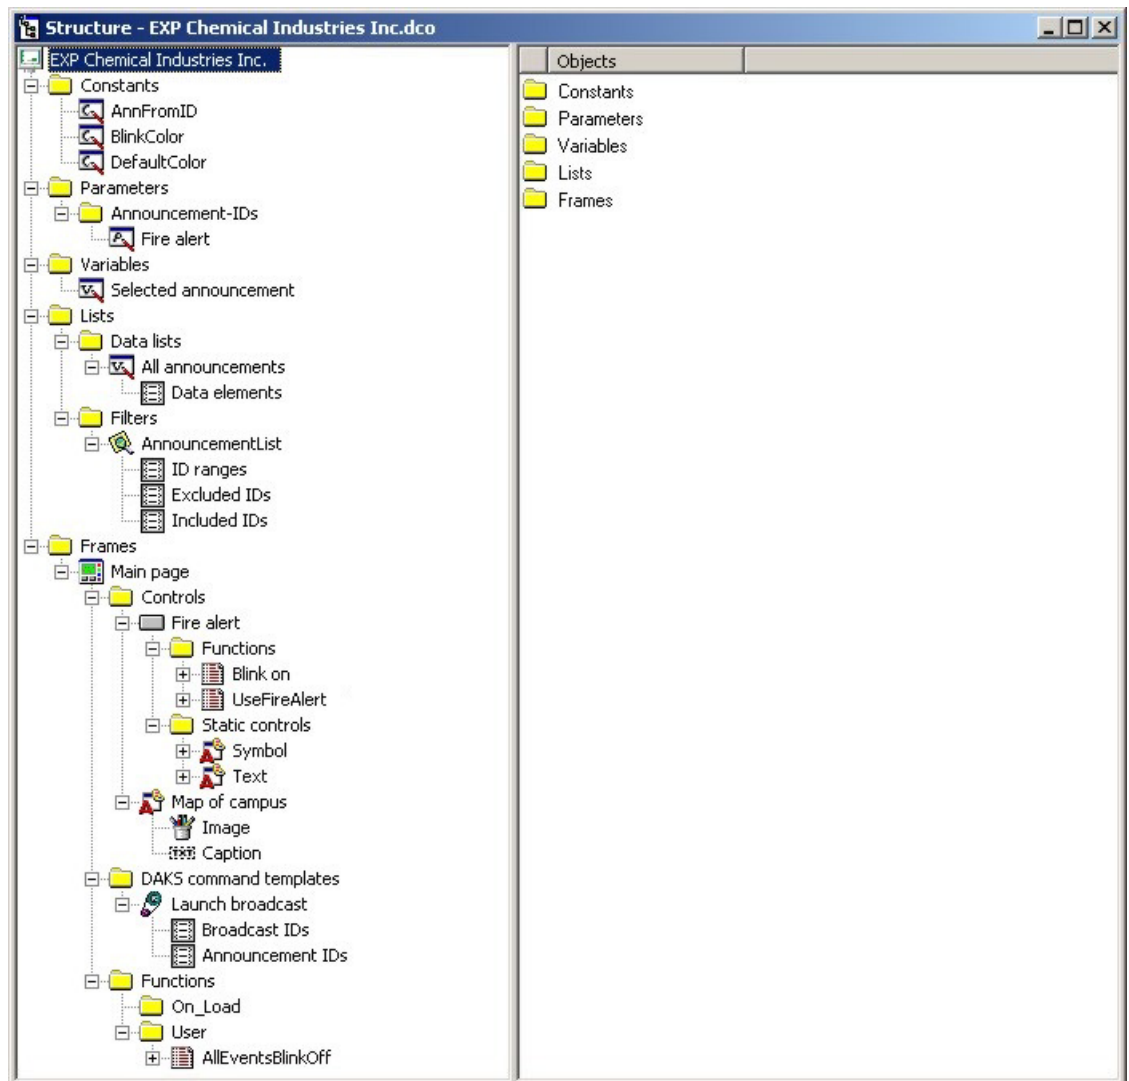 Structure - EXP Chemical Industries Inc.dco
EXP Chemical Industries Inc.
Constants
AnnFromID
BlinkColor
DefaultColor
Parameters
Announcement-IDs
Fire alert
Variables
Selected announcement
Lists
Data lists
All announcements
Data elements
Filters
AnnouncementList
ID ranges
Excluded IDs
Included IDs
Frames
Main page
Controls
Fire alert
Functions
Blink on
UseFireAlert
Static controls
Symbol
Text
Map of campus
Image
Caption
DAKS command templates
Launch broadcast
Broadcast IDs
Announcement IDs
Functions
On_Load
User
AllEventsBlinkOff
Objects
Constants
Parameters
Variables
Lists
Frames